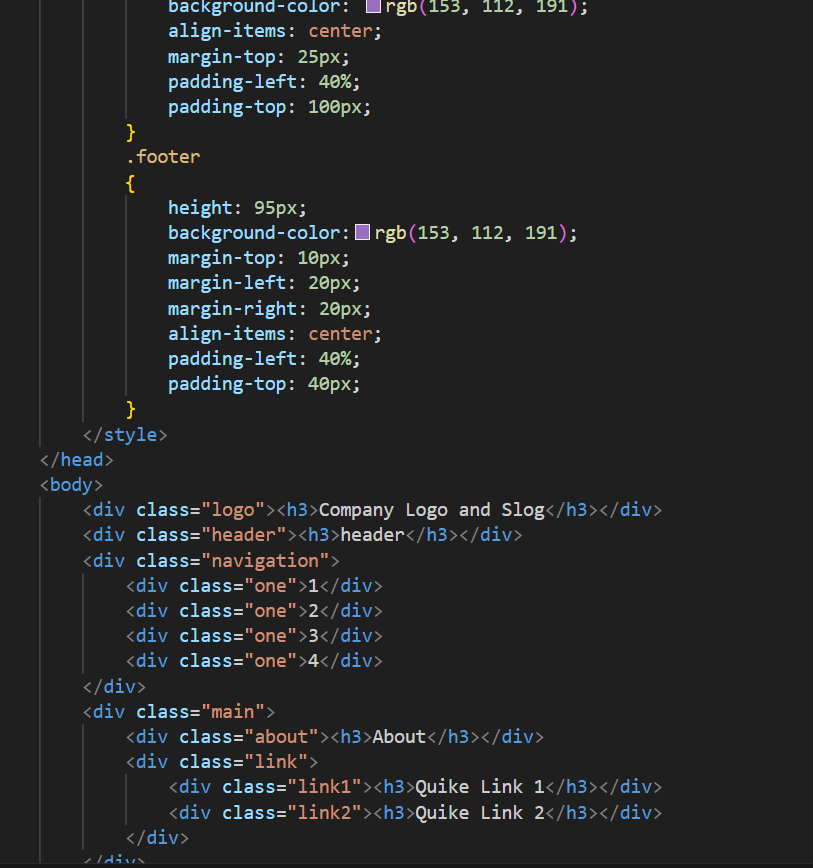 background-color: rgb(153, 112, 191);
align-items: center;
margin-top: 25px;
padding-left: 40%;
padding-top: 100px;
}
.footer
{
height: 95px;
background-color: rgb(153, 112, 191);
margin-top: 10px;
margin-left: 20px;
margin-right: 20px;
align-items: center;
padding-left: 40%;
padding-top: 40px;
}
</style>
</head>
<body>
<div class="logo"><h3>Company Logo and Slog</h3></div>
<div class="header"><h3>header</h3></div>
<div class="navigation">
<div class="one">1</div>
<div class="one">2</div>
<div class="one">3</div>
<div class="one">4</div>
</div>
<div class="main">
<div class="about"><h3>About</h3></div>
<div class="link">
<div class="link1"><h3>Quike Link 1</h3></div>
<div class="link2"><h3>Quike Link 2</h3></div>
</div>
</div>